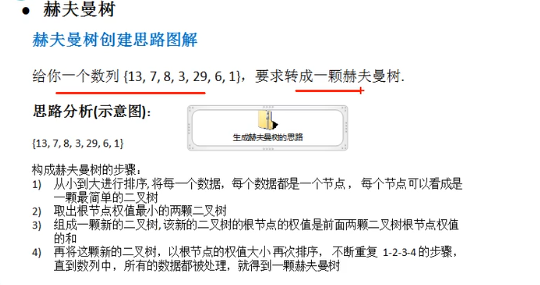 ● 赫夫曼树
赫夫曼树创建思路图解
给你一个数列 {13, 7, 8, 3, 29, 6, 1}，要求转成一颗赫夫曼树.
思路分析(示意图):
生成赫夫曼树的思路
{13, 7, 8, 3, 29, 6, 1}
构成赫夫曼树的步骤：
1) 从小到大进行排序, 将每一个数据，每个数据都是一个节点 ， 每个节点可以看成是
一颗最简单的二叉树
2) 取出根节点权值最小的两颗二叉树
3) 组成一颗新的二叉树, 该新的二叉树的根节点的权值是前面两颗二叉树根节点权值
的和
4) 再将这颗新的二叉树，以根节点的权值大小 再次排序， 不断重复 1-2-3-4 的步骤，
直到数列中，所有的数据都被处理，就得到一颗赫夫曼树